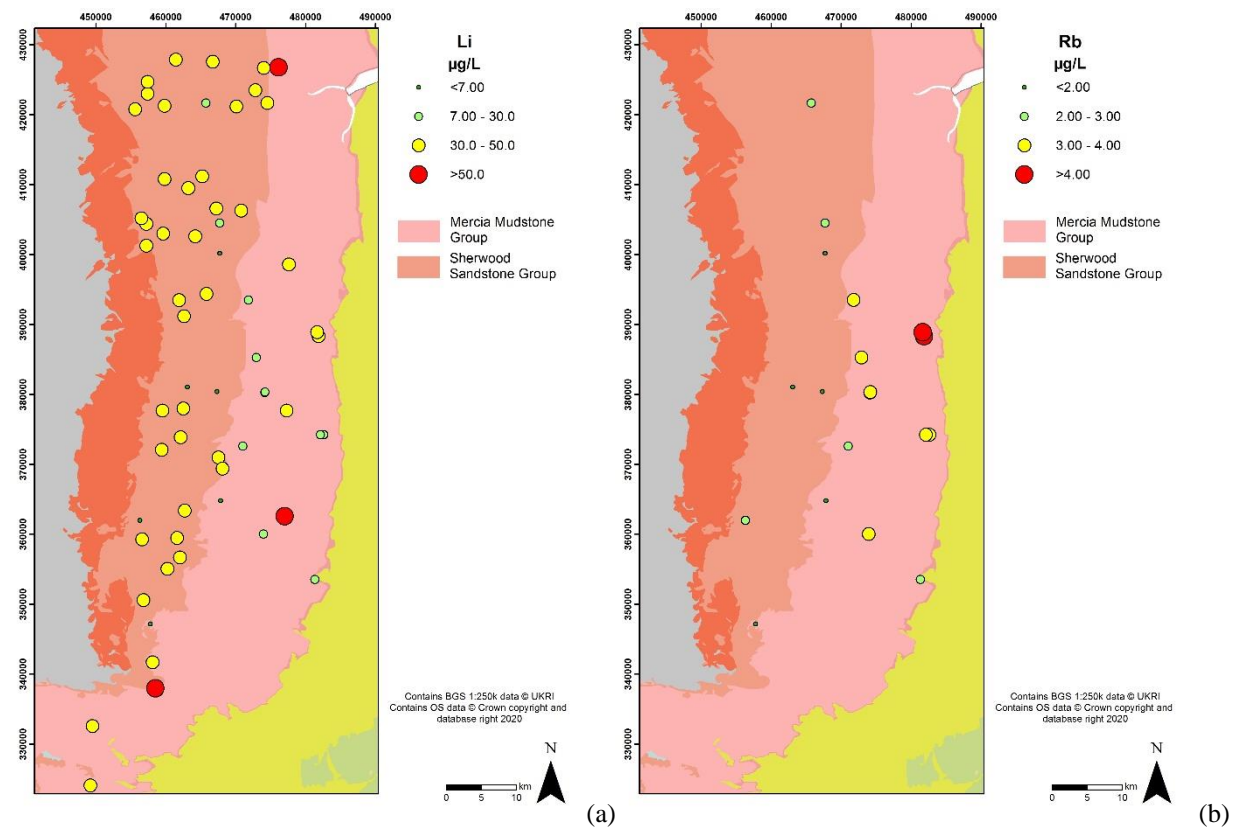 450000 460000 470000 480000 490000
430000
420000
410000
400000
390000
380000
370000
360000
350000
340000
330000
Li
µg/L
<7.00
7.00 - 30.0
30.0 - 50.0
>50.0
Mercia Mudstone
Group
Sherwood
Sandstone Group
Contains BGS 1:250k data © UKRI
Contains OS data © Crown copyright and
database right 2020
N
0 5 10 km
(a)
450000 460000 470000 480000 490000
430000
420000
410000
400000
390000
380000
370000
360000
350000
340000
330000
Rb
µg/L
<2.00
2.00 - 3.00
3.00 - 4.00
>4.00
Mercia Mudstone
Group
Sherwood
Sandstone Group
Contains BGS 1:250k data © UKRI
Contains OS data © Crown copyright and
database right 2020
N
0 5 10 km
(b)